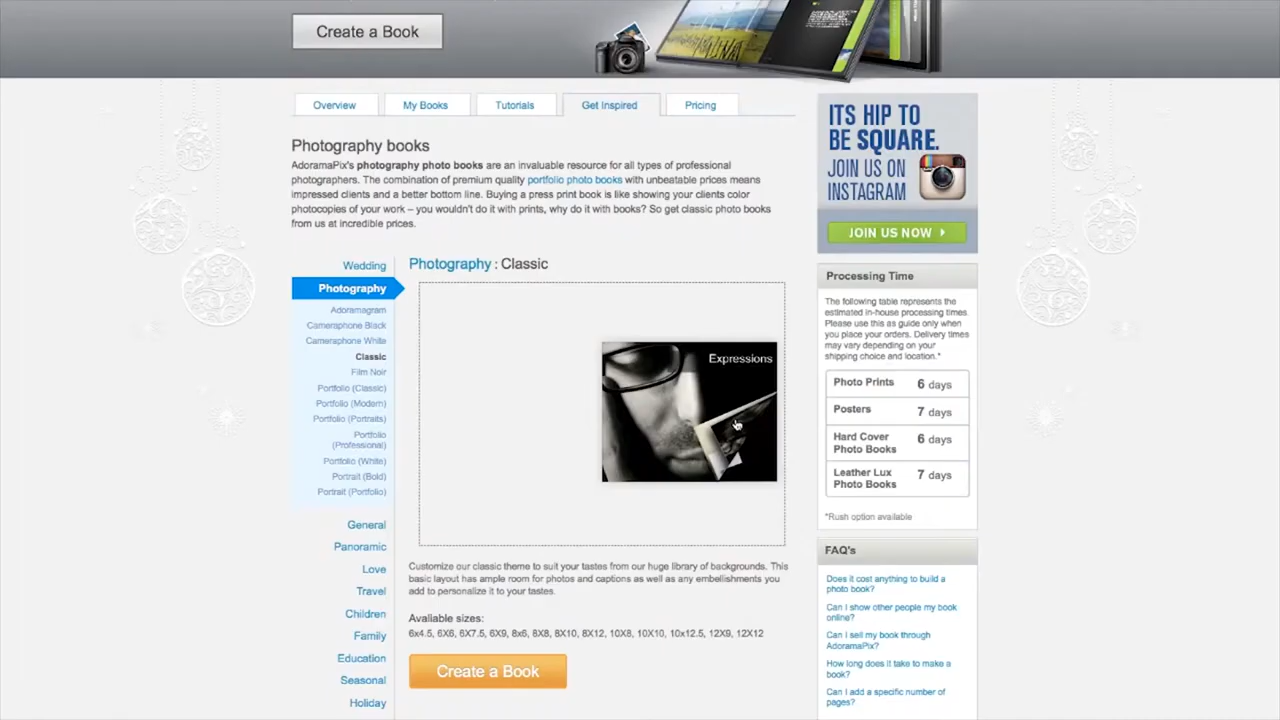 Create a Book
Overview
My Books
Tutorials
Get Inspired
Pricing
Photography books
AdoramaPix's photography photo books are an invaluable resource for all types of professional
photographers. The combination of premium quality portfolio photo books with unbeatable prices means
impressed clients and a better bottom line. Buying a press print book is like showing your clients color
photocopies of your work – you wouldn't do it with prints, why do it with books? So get classic photo books
from us at incredible prices.
Wedding
Photography
Adoramagram
Cameraphone Black
Cameraphone White
Classic
Film Noir
Portfolio (Classic)
Portfolio (Modern)
Portfolio (Portraits)
Portfolio
(Professional)
Portfolio (White)
Portrait (Bold)
Portrait (Portfolio)
General
Panoramic
Love
Travel
Children
Family
Education
Seasonal
Holiday
Photography : Classic
Expressions
Customize our classic theme to suit your tastes from our huge library of backgrounds. This
basic layout has ample room for photos and captions as well as any embellishments you
add to personalize it to your tastes.
Available sizes:
6x4.5, 6X6, 6X7.5, 6X9, 8x6, 8X8, 8X10, 8X12, 10X8, 10X10, 10x12.5, 12X9, 12X12
Create a Book
ITS HIP TO
BE SQUARE.
JOIN US ON
INSTAGRAM
JOIN US NOW
Processing Time
The following table represents the
estimated in-house processing times.
Please use this as guide only when
you place your orders. Delivery times
may vary depending on your
shipping choice and location.*
Photo Prints 6 days
Posters 7 days
Hard Cover
Photo Books 6 days
Leather Lux
Photo Books 7 days
*Rush option available
FAQ's
Does it cost anything to build a
photo book?
Can I show other people my book
online?
Can I sell my book through
AdoramaPix?
How long does it take to make a
book?
Can I add a specific number of
pages?